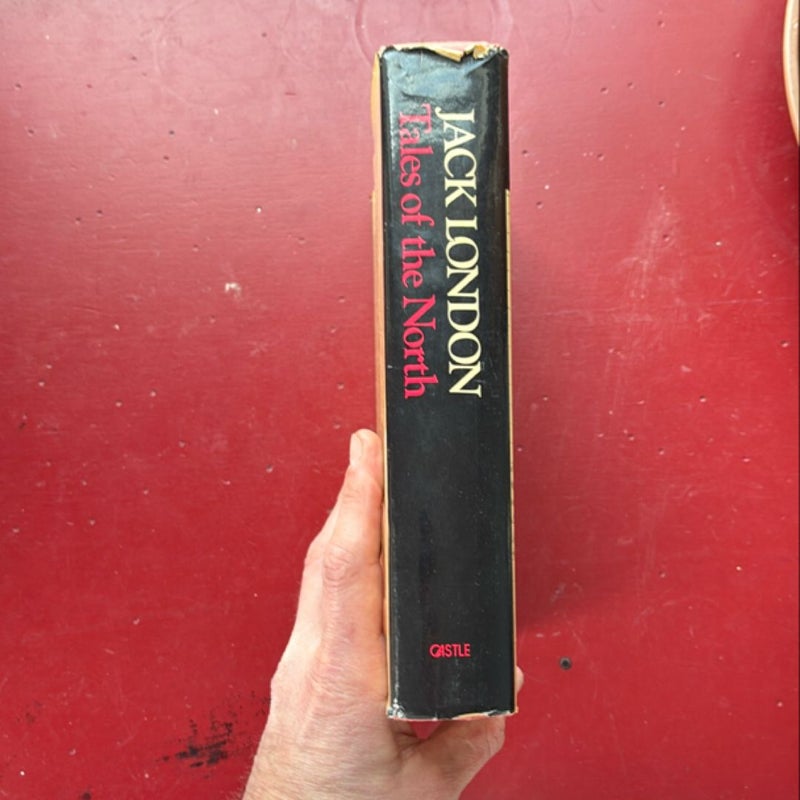 JACK LONDON
Tales of the North
CASTLE